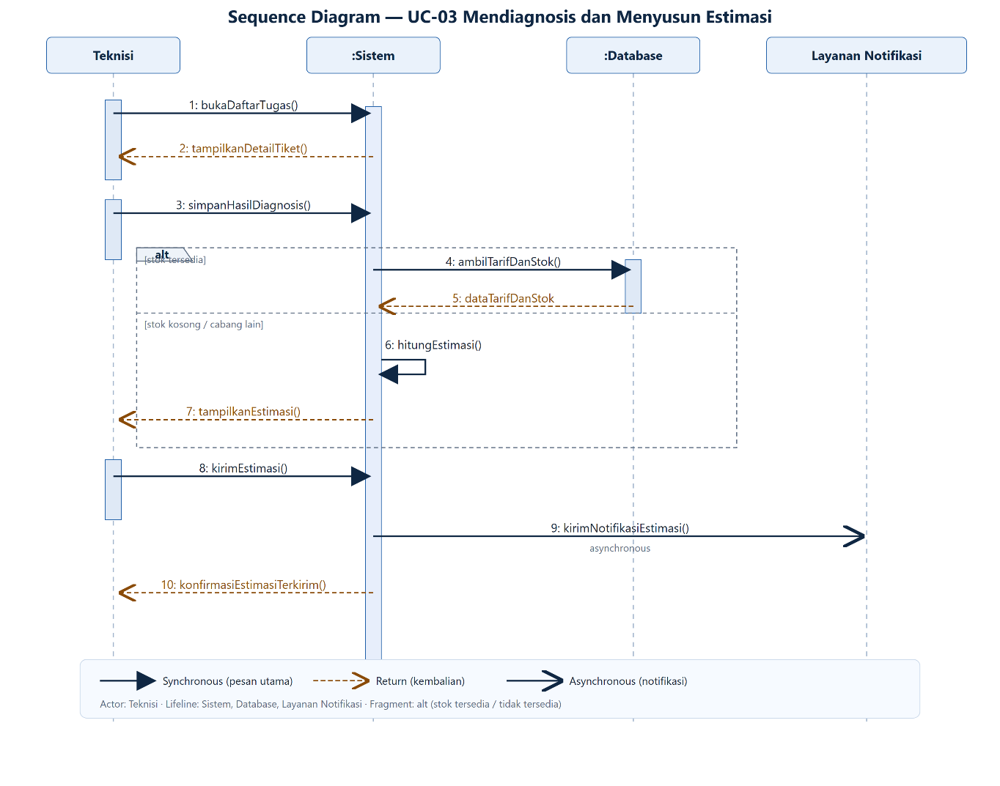 Sequence Diagram — UC-03 Mendiagnosis dan Menyusun Estimasi
Teknisi
:Sistem
:Database
Layanan Notifikasi
1: bukaDaftarTugas()
2: tampilkanDetailTiket()
3: simpanHasilDiagnosis()
alt
[stok tersedia]
4: ambilTarifDanStok()
5: dataTarifDanStok
[stok kosong / cabang lain]
6: hitungEstimasi()
7: tampilkanEstimasi()
8: kirimEstimasi()
9: kirimNotifikasiEstimasi()
asynchronous
10: konfirmasiEstimasiTerkirim()
Synchronous (pesan utama)
Return (kembalian)
Asynchronous (notifikasi)
Actor: Teknisi · Lifeline: Sistem, Database, Layanan Notifikasi · Fragment: alt (stok tersedia / tidak tersedia)